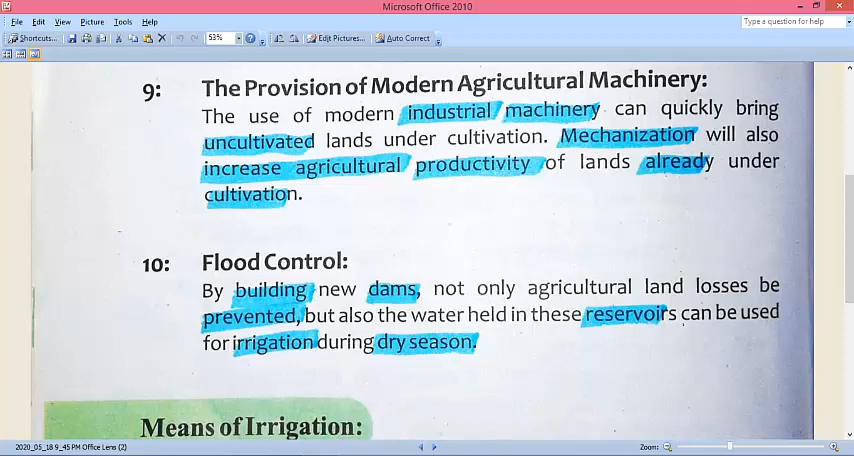 Microsoft Office 2010
File Edit View Picture Tools Help
Type a question for help
Shortcuts... 53% Edit Pictures... Auto Correct
9: The Provision of Modern Agricultural Machinery:
The use of modern industrial machinery can quickly bring
uncultivated lands under cultivation. Mechanization will also
increase agricultural productivity of lands already under
cultivation.
10: Flood Control:
By building new dams, not only agricultural land losses be
prevented, but also the water held in these reservoirs can be used
for irrigation during dry season.
Means of Irrigation:
2020_05_18 9_45 PM Office Lens (2)
Zoom: